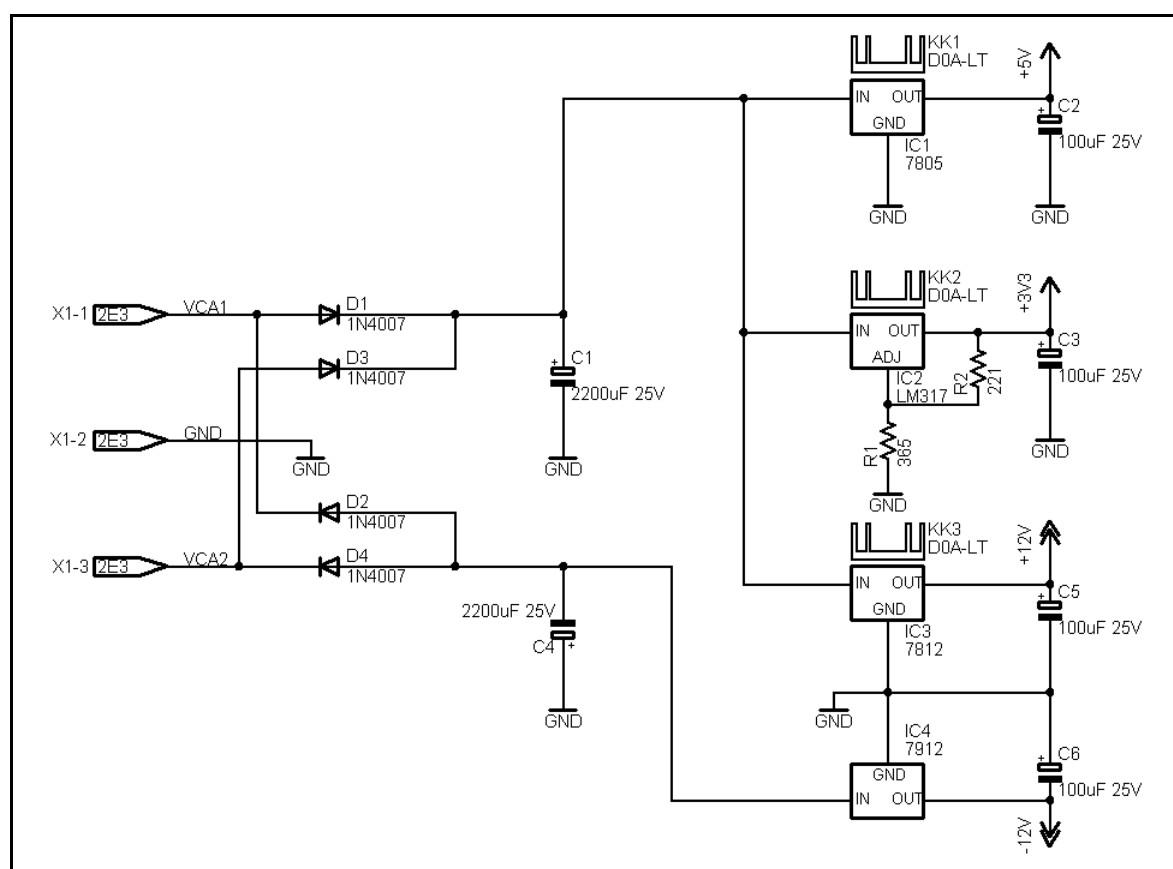 KK1
D0A-LT
+5V
IN OUT
GND
IC1
7805
C2
100uF 25V
GND
GND
KK2
D0A-LT
+3V3
X1-1 2E3 VCA1
D1
1N4007
IN OUT
ADJ
IC2
LM317
R2
221
C3
100uF 25V
D3
1N4007
C1
2200uF 25V
R1
365
X1-2 2E3 GND
GND
GND
GND
GND
D2
1N4007
KK3
D0A-LT
+12V
X1-3 2E3 VCA2
D4
1N4007
IN OUT
GND
IC3
7812
C5
100uF 25V
2200uF 25V
C4
GND
GND
IC4
7912
GND
IN OUT
C6
100uF 25V
-12V